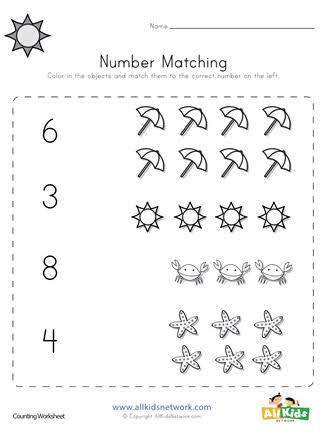 Name
Number Matching
Color in the objects and match them to the correct number on the left.
6
3
8
4
Counting Worksheet
www.allkidsnetwork.com
© Copyright, AllKidsNetwork.com
All Kids
NETWORK